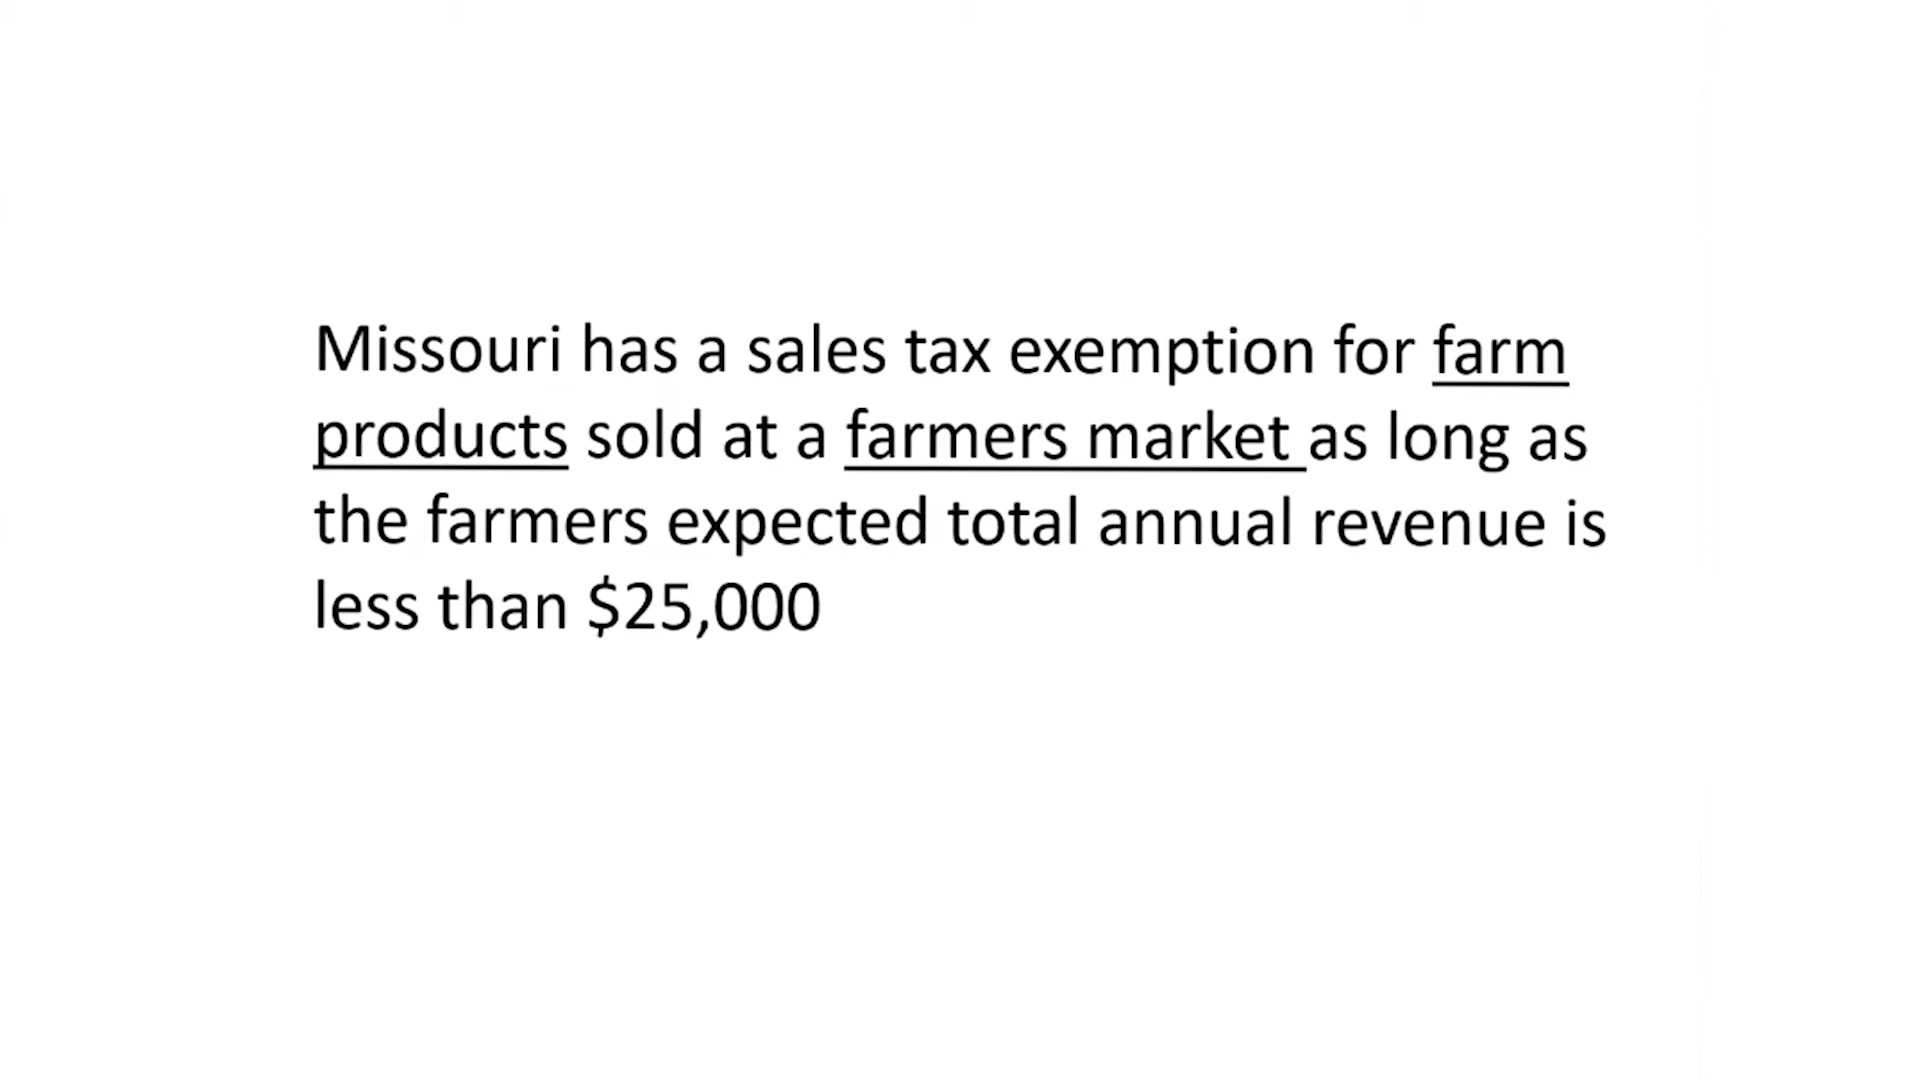 Missouri has a sales tax exemption for farm
products sold at a farmers market as long as
the farmers expected total annual revenue is
less than $25,000